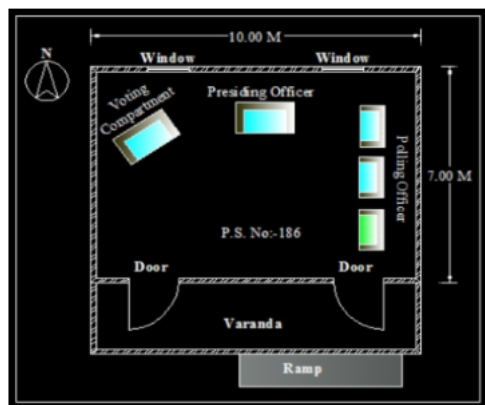 10.00 M
N
Window
Window
Voting
Compartment
Presiding Officer
Polling Officer
7.00 M
P.S. No:-186
Door
Door
Varanda
Ramp